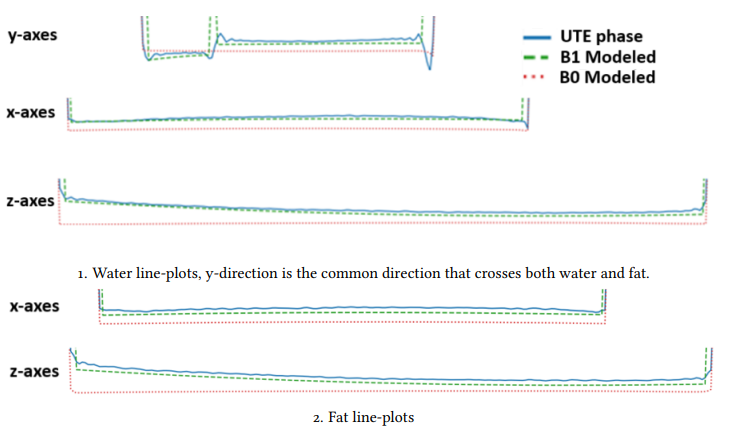 y-axes
UTE phase
B1 Modeled
B0 Modeled
x-axes
z-axes
1. Water line-plots, y-direction is the common direction that crosses both water and fat.
x-axes
z-axes
2. Fat line-plots